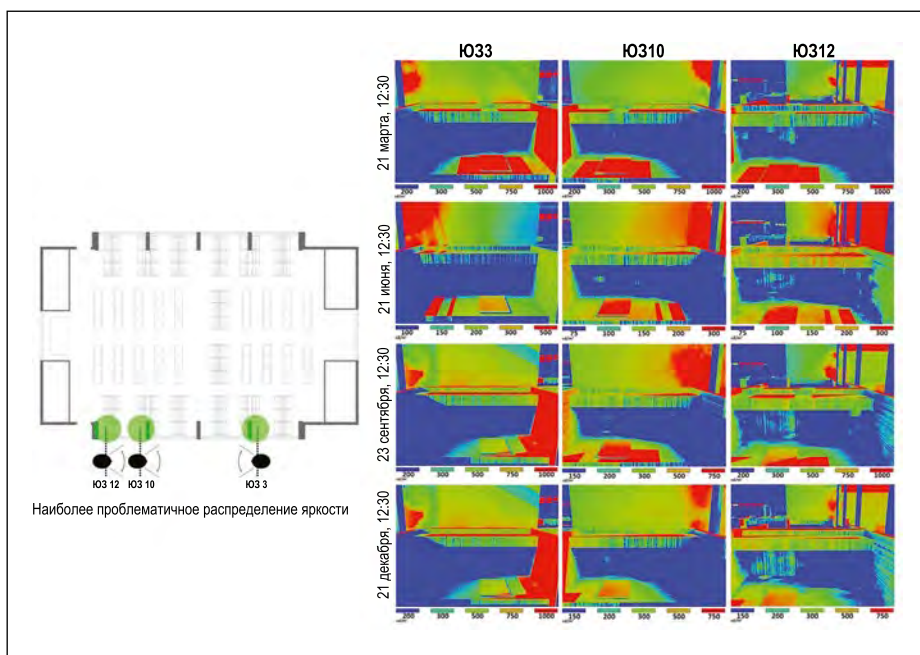 ЮЗ3 ЮЗ10 ЮЗ12
21 марта, 12:30
200 300 500 750 1000 200 300 500 750 1000 200 300 500 750 1000
21 июня, 12:30
100 150 200 300 500 75 100 150 200 300 75 100 150 200 300
23 сентября, 12:30
200 300 500 750 1000 200 300 500 750 1000 200 300 500 750 1000
21 декабря, 12:30
200 300 500 750 1000 150 200 300 500 750 150 200 300 500 750
ЮЗ 12 ЮЗ 10 ЮЗ 3
Наиболее проблематичное распределение яркости